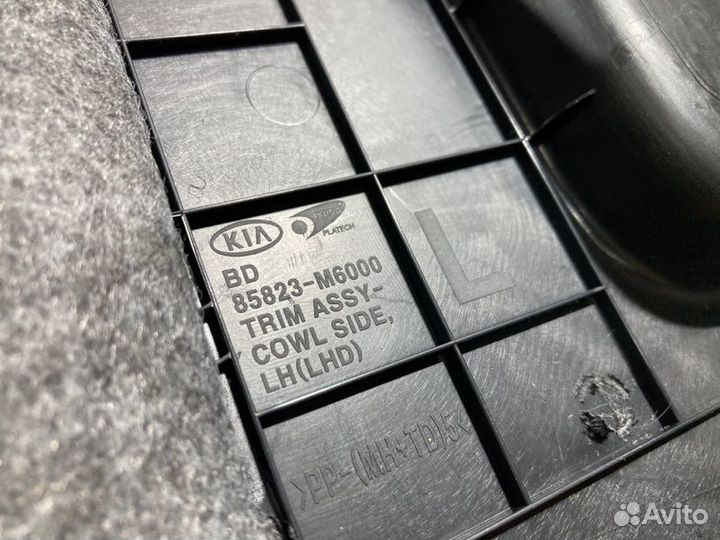 KIA
PLATECH
BD
85823-M6000
TRIM ASSY-
COWL SIDE,
LH(LHD)
L
>PP-(MH+TD)5<
Avito